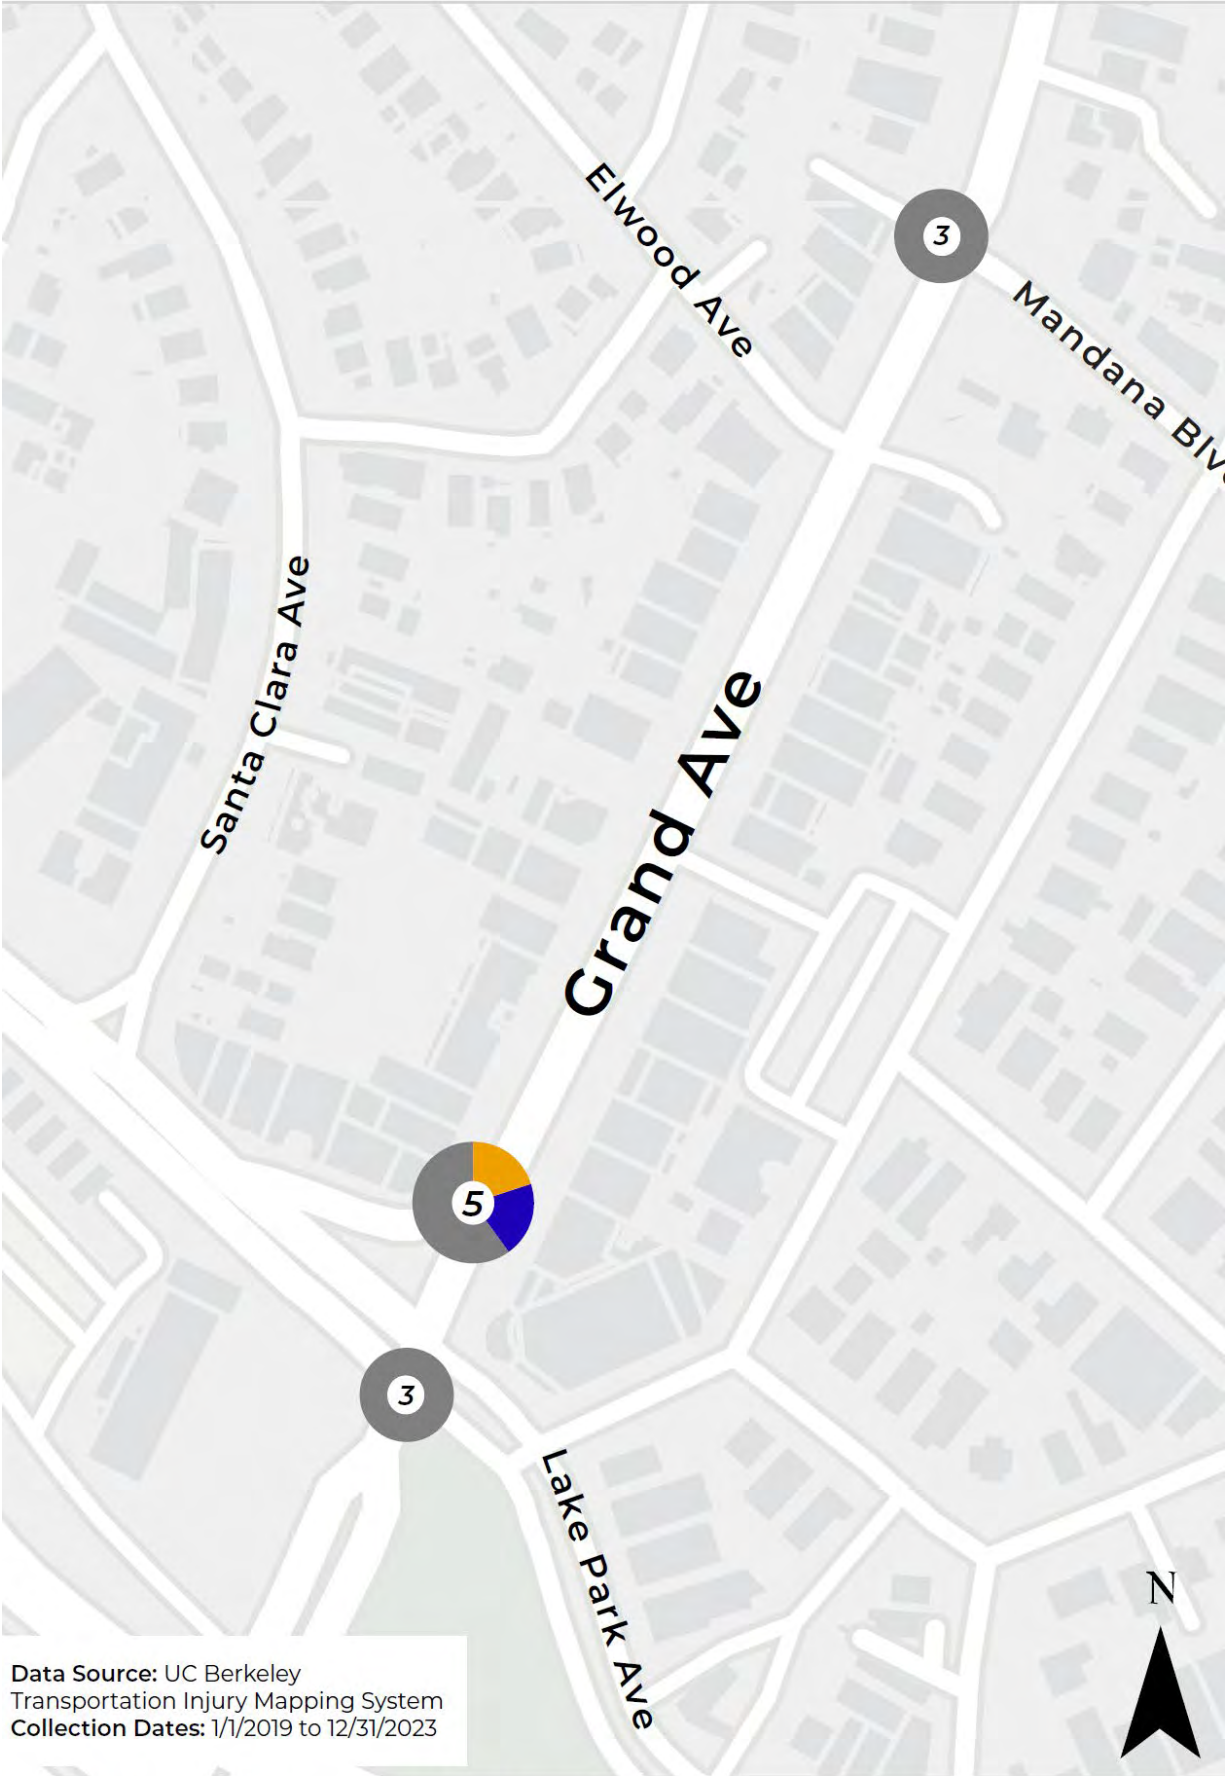 Elwood Ave
3
Mandana Blv
Santa Clara Ave
Grand Ave
5
3
Lake Park Ave
N
Data Source: UC Berkeley
Transportation Injury Mapping System
Collection Dates: 1/1/2019 to 12/31/2023